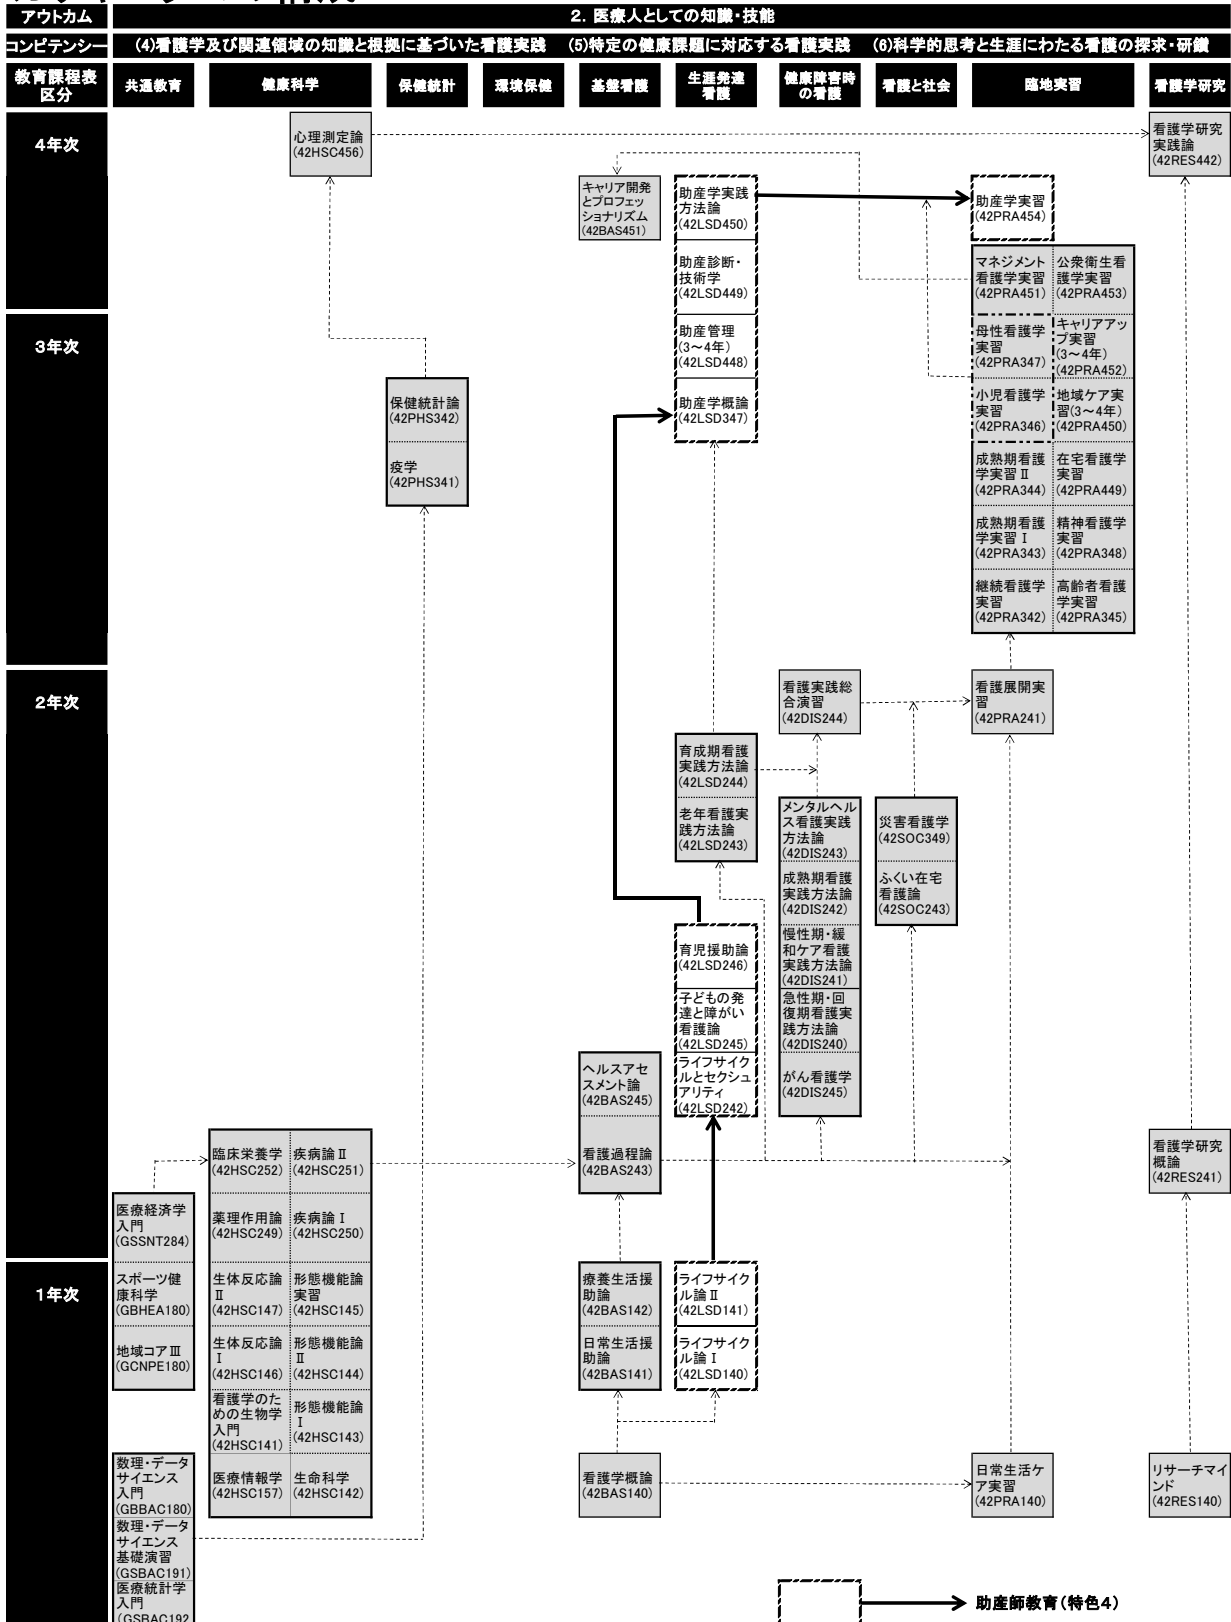 アウトカム
2．医療人としての知識・技能
コンピテンシー
(4)看護学及び関連領域の知識と根拠に基づいた看護実践
(5)特定の健康課題に対応する看護実践
(6)科学的思考と生涯にわたる看護の探求・研鑽
教育課程表
区分
共通教育
健康科学
保健統計
環境保健
基盤看護
生涯発達
看護
健康障害時
の看護
看護と社会
臨地実習
看護学研究
4年次
心理測定論
(42HSC456)
看護学研究
実践論
(42RES442)
キャリア開発
とプロフェッ
ショナリズム
(42BAS451)
助産学実践
方法論
(42LSD450)
助産学実習
(42PRA454)
助産診断・
技術学
(42LSD449)
マネジメント
看護学実習
(42PRA451)
公衆衛生看
護学実習
(42PRA453)
3年次
助産管理
(3～4年)
(42LSD448)
母性看護学
実習
(42PRA347)
キャリアアッ
プ実習
(3～4年)
(42PRA452)
保健統計論
(42PHS342)
助産学概論
(42LSD347)
小児看護学
実習
(42PRA346)
地域ケア実
習(3～4年)
(42PRA450)
疫学
(42PHS341)
成熟期看護
学実習Ⅱ
(42PRA344)
在宅看護学
実習
(42PRA449)
成熟期看護
学実習Ⅰ
(42PRA343)
精神看護学
実習
(42PRA348)
継続看護学
実習
(42PRA342)
高齢者看護
学実習
(42PRA345)
2年次
看護実践総
合演習
(42DIS244)
看護展開実
習
(42PRA241)
育成期看護
実践方法論
(42LSD244)
老年看護実
践方法論
(42LSD243)
メンタルヘル
ス看護実践
方法論
(42DIS243)
災害看護学
(42SOC349)
成熟期看護
実践方法論
(42DIS242)
ふくい在宅
看護論
(42SOC243)
育児援助論
(42LSD246)
慢性期・緩
和ケア看護
実践方法論
(42DIS241)
子どもの発
達と障がい
看護論
(42LSD245)
急性期・回
復期看護実
践方法論
(42DIS240)
ヘルスアセ
スメント論
(42BAS245)
ライフサイク
ルとセクシュ
アリティ
(42LSD242)
がん看護学
(42DIS245)
臨床栄養学
(42HSC252)
疾病論Ⅱ
(42HSC251)
看護過程論
(42BAS243)
看護学研究
概論
(42RES241)
医療経済学
入門
(GSSNT284)
薬理作用論
(42HSC249)
疾病論Ⅰ
(42HSC250)
1年次
スポーツ健
康科学
(GBHEA180)
生体反応論
Ⅱ
(42HSC147)
形態機能論
実習
(42HSC145)
療養生活援
助論
(42BAS142)
ライフサイク
ル論Ⅱ
(42LSD141)
地域コアⅢ
(GCNPE180)
生体反応論
Ⅰ
(42HSC146)
形態機能論
Ⅱ
(42HSC144)
日常生活援
助論
(42BAS141)
ライフサイク
ル論Ⅰ
(42LSD140)
看護学のた
めの生物学
入門
(42HSC141)
形態機能論
Ⅰ
(42HSC143)
数理・データ
サイエンス
入門
(GBBAC180)
医療情報学
(42HSC157)
生命科学
(42HSC142)
看護学概論
(42BAS140)
日常生活ケ
ア実習
(42PRA140)
リサーチマイ
ンド
(42RES140)
数理・データ
サイエンス
基礎演習
(GSBAC191)
医療統計学
入門
(GSBAC192
助産師教育(特色4)